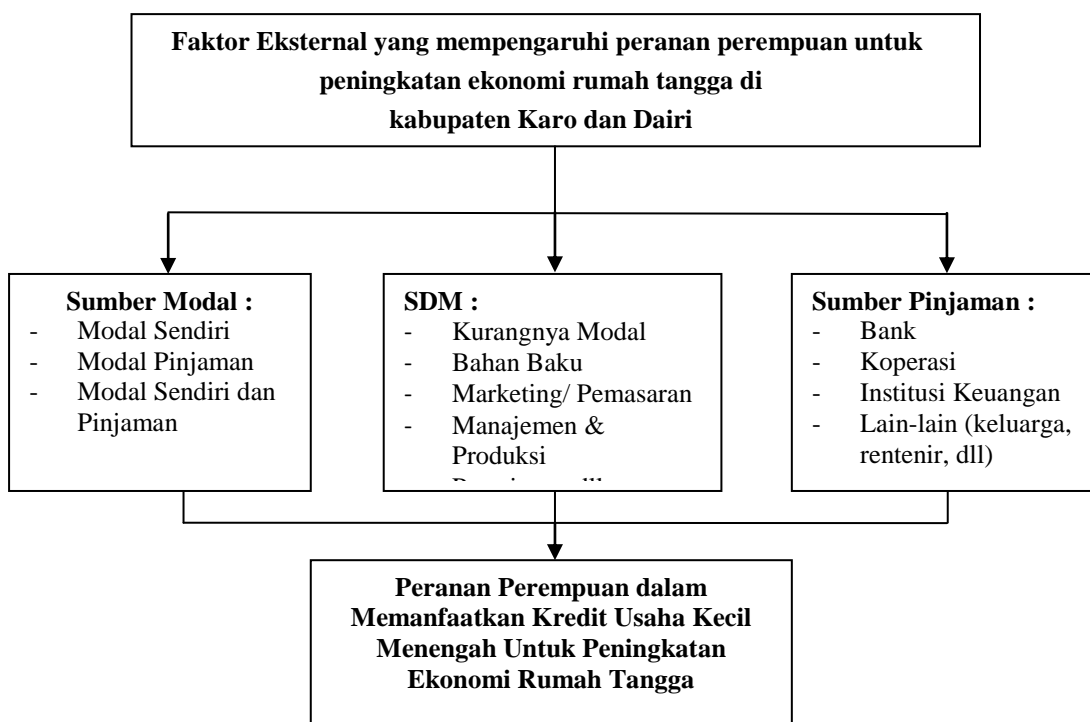 Faktor Eksternal yang mempengaruhi peranan perempuan untuk
peningkatan ekonomi rumah tangga di
kabupaten Karo dan Dairi
Sumber Modal :
- Modal Sendiri
- Modal Pinjaman
- Modal Sendiri dan
Pinjaman
SDM :
- Kurangnya Modal
- Bahan Baku
- Marketing/ Pemasaran
- Manajemen &
Produksi
Sumber Pinjaman :
- Bank
- Koperasi
- Institusi Keuangan
- Lain-lain (keluarga,
rentenir, dll)
Peranan Perempuan dalam
Memanfaatkan Kredit Usaha Kecil
Menengah Untuk Peningkatan
Ekonomi Rumah Tangga